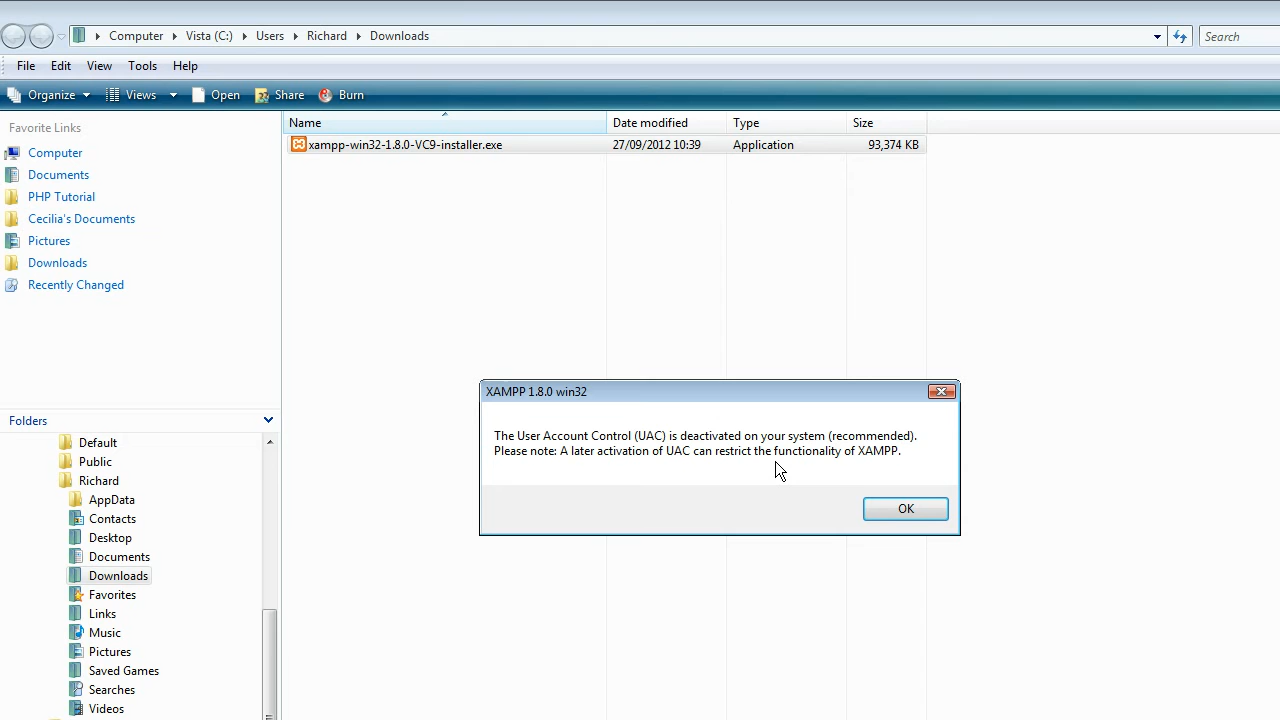 Computer Vista (C:) Users Richard Downloads Search
File Edit View Tools Help
Organize Views Open Share Burn
Favorite Links
Computer
Documents
PHP Tutorial
Cecilia's Documents
Pictures
Downloads
Recently Changed
Folders
Default
Public
Richard
AppData
Contacts
Desktop
Documents
Downloads
Favorites
Links
Music
Pictures
Saved Games
Searches
Videos
Name Date modified Type Size
xampp-win32-1.8.0-VC9-installer.exe 27/09/2012 10:39 Application 93,374 KB
XAMPP 1.8.0 win32
The User Account Control (UAC) is deactivated on your system (recommended).
Please note: A later activation of UAC can restrict the functionality of XAMPP.
OK